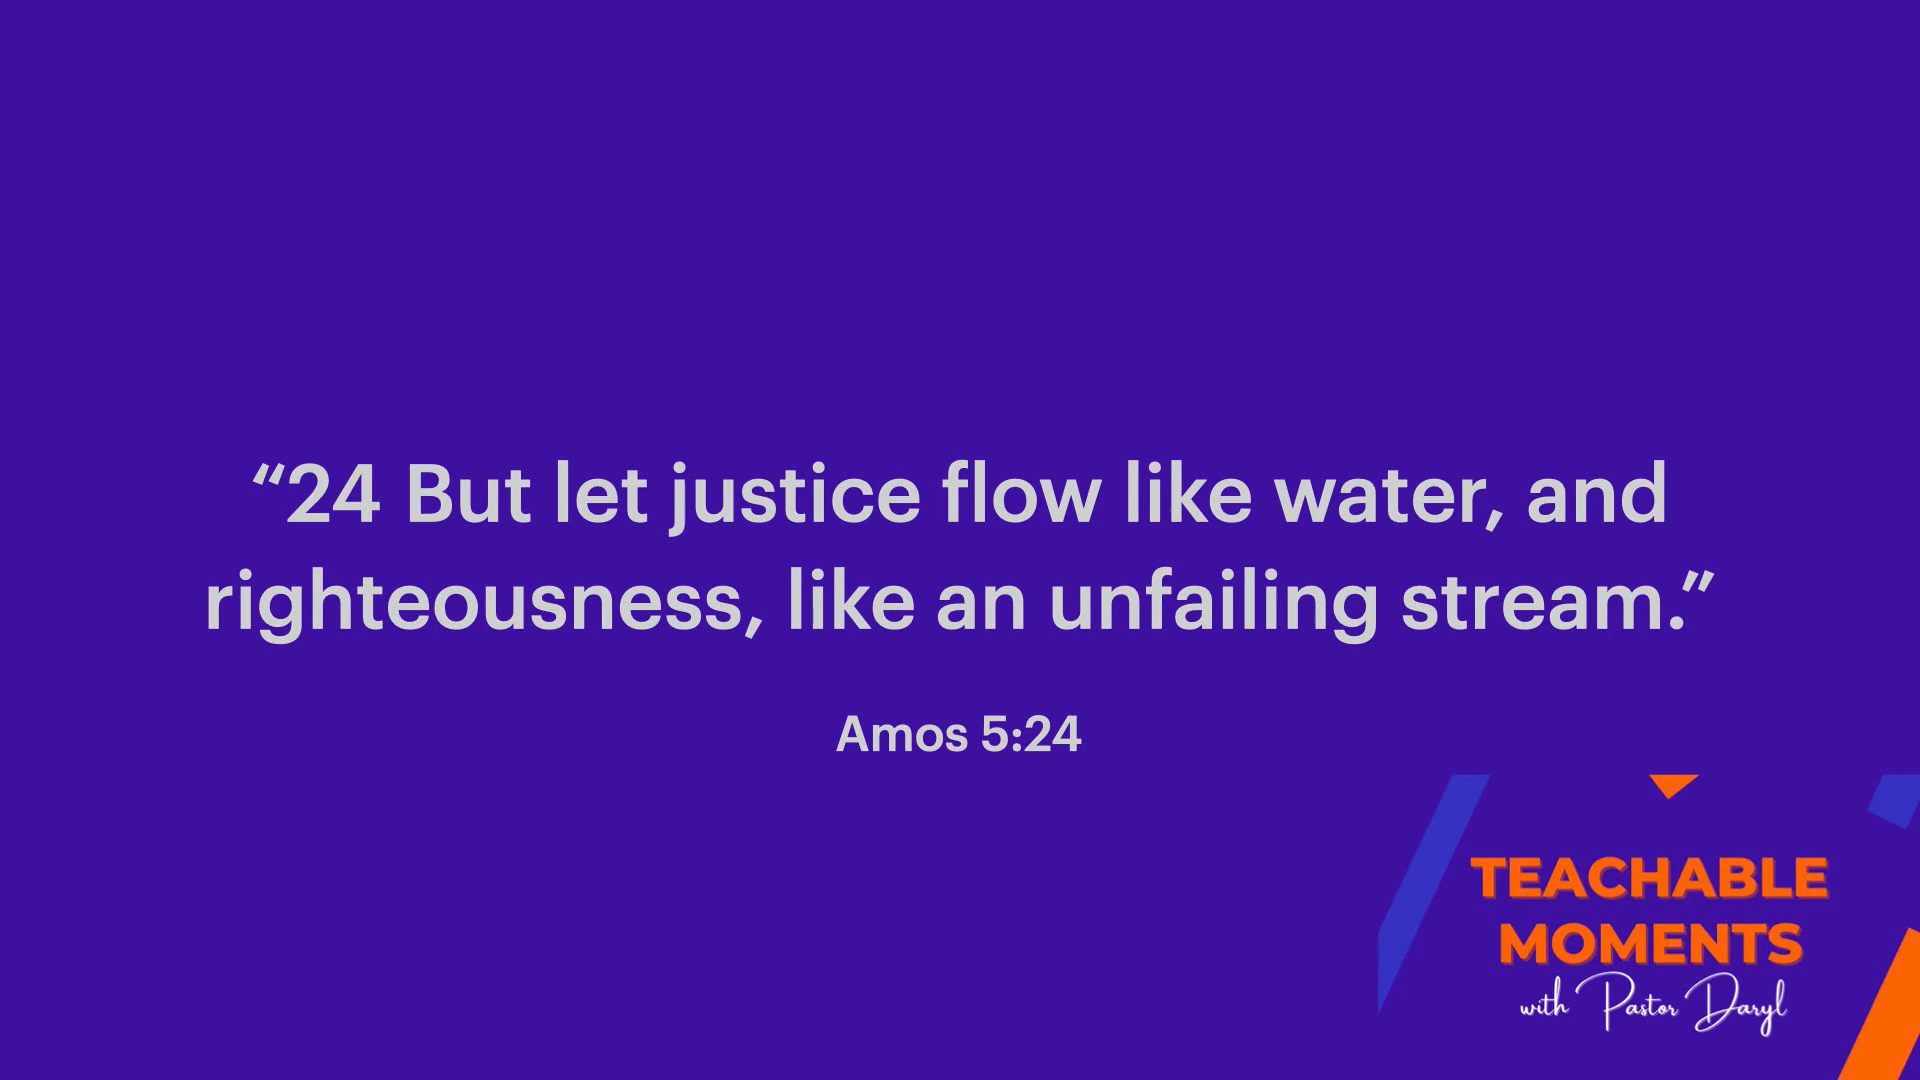 “24 But let justice flow like water, and
righteousness, like an unfailing stream.”
Amos 5:24
TEACHABLE
MOMENTS
with Pastor Daryl